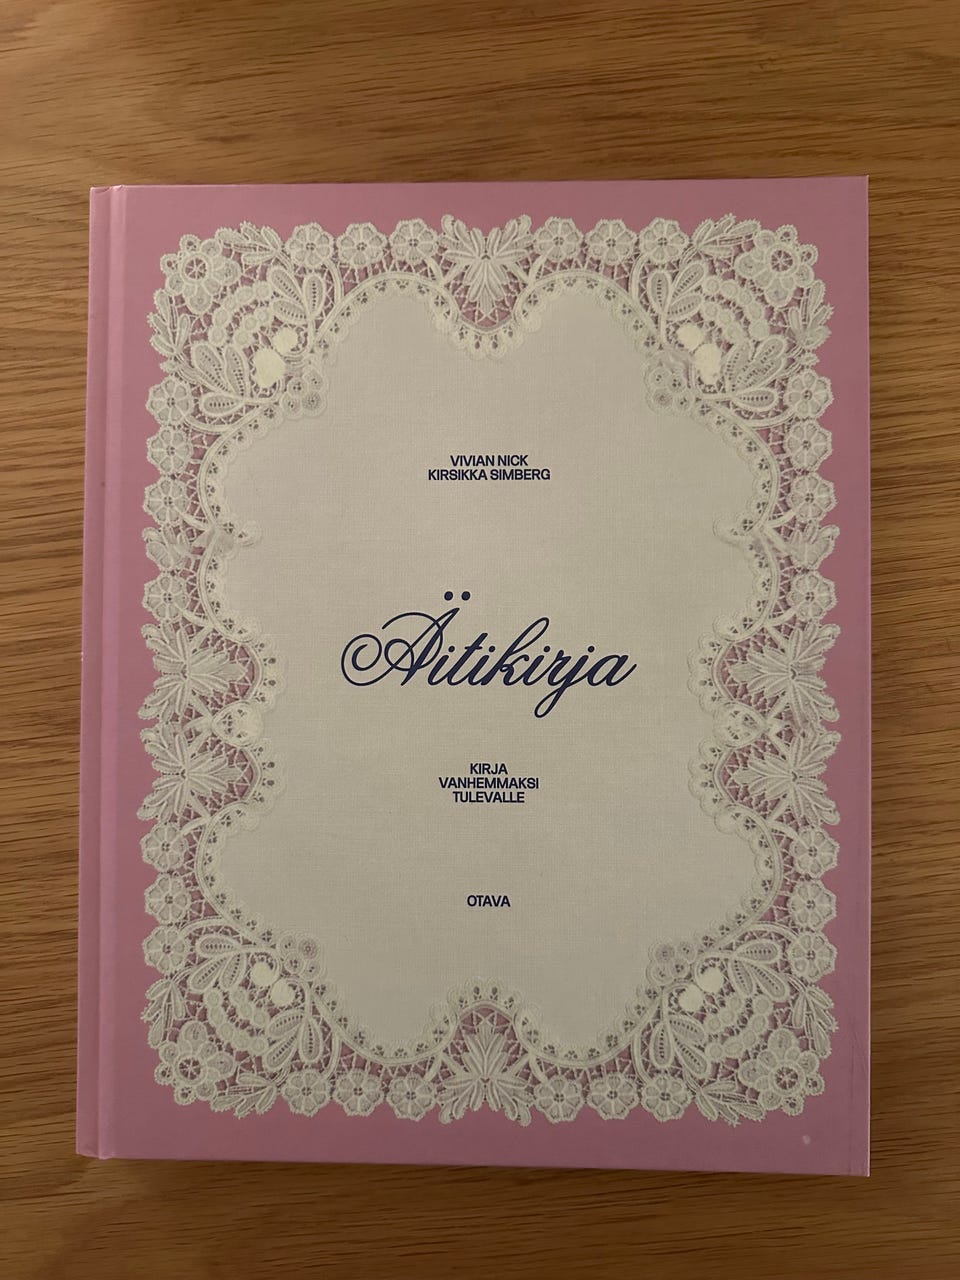 VIVIAN NICK
KIRSIKKA SIMBERG
Äitikirja
KIRJA
VANHEMMAKSI
TULEVALLE
OTAVA